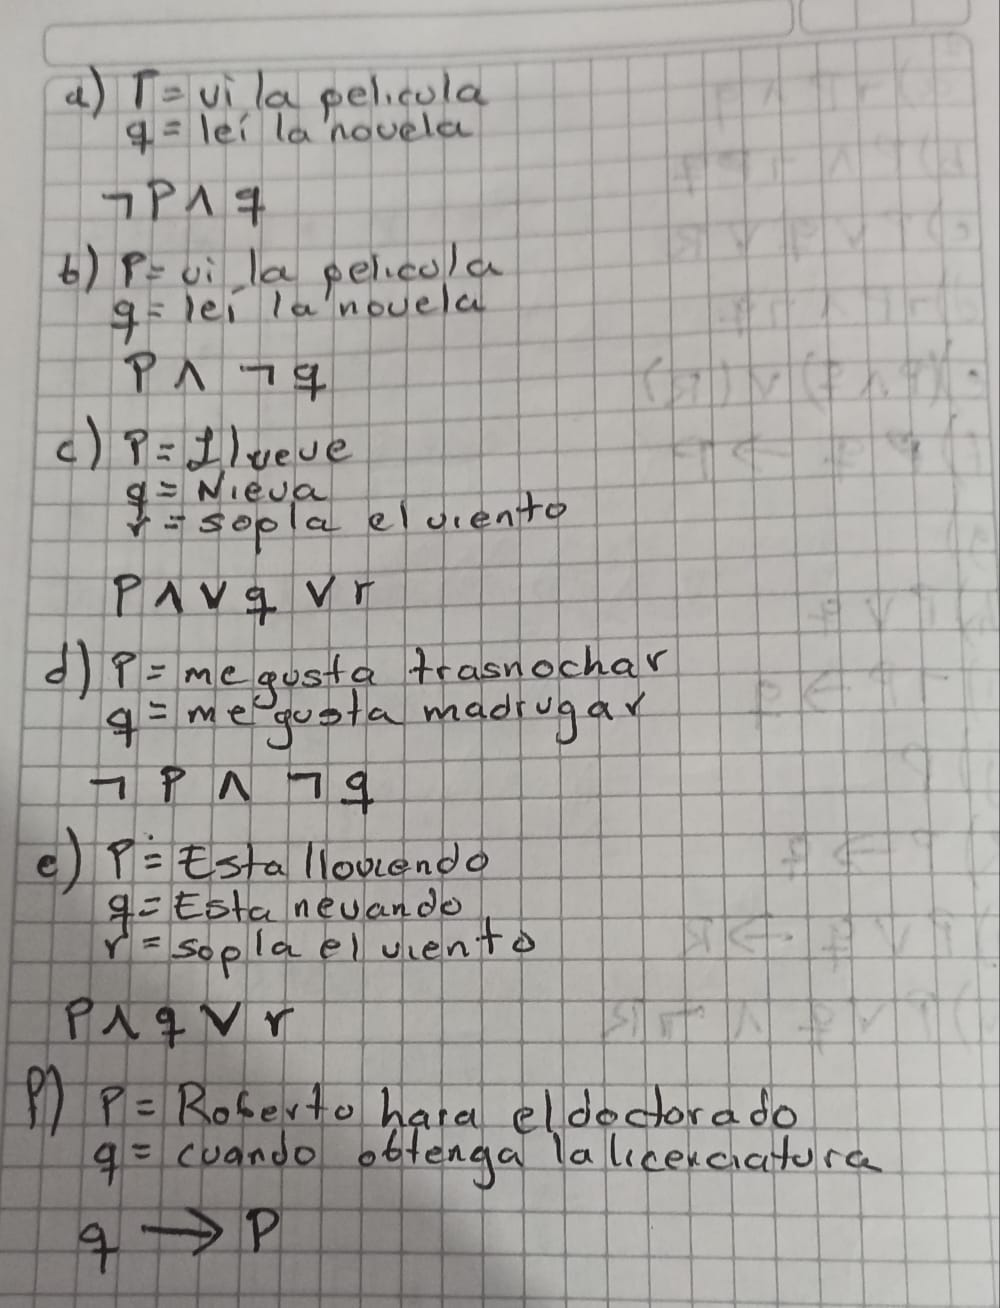 a) P = vi la pelicula
q = leí la novela
¬P ∧ q
b) P = vi la pelicula
q = leí la novela
P ∧ ¬q
c) P = Llueve
q = Nieva
r = sopla el viento
P ∧ ∨ q ∨ r
d) P = me gusta trasnochar
q = me gusta madrugar
¬ P ∧ ¬ q
e) P = Esta lloviendo
q = Esta nevando
r = sopla el viento
P ∧ q ∨ r
f) P = Roberto hara el doctorado
q = cuando obtenga la licenciatura
q → P